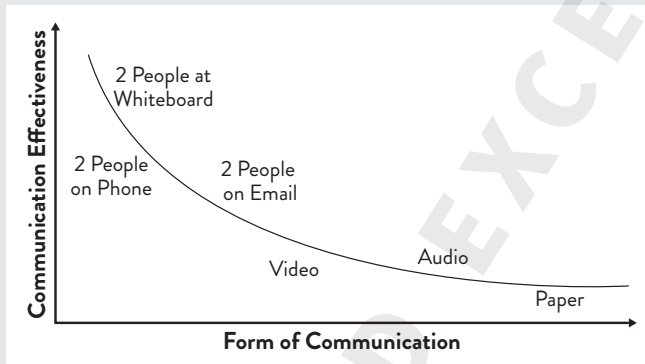 Communication Effectiveness
2 People at
Whiteboard
2 People
on Phone
2 People
on Email
Video
Audio
Paper
Form of Communication
D EXCE